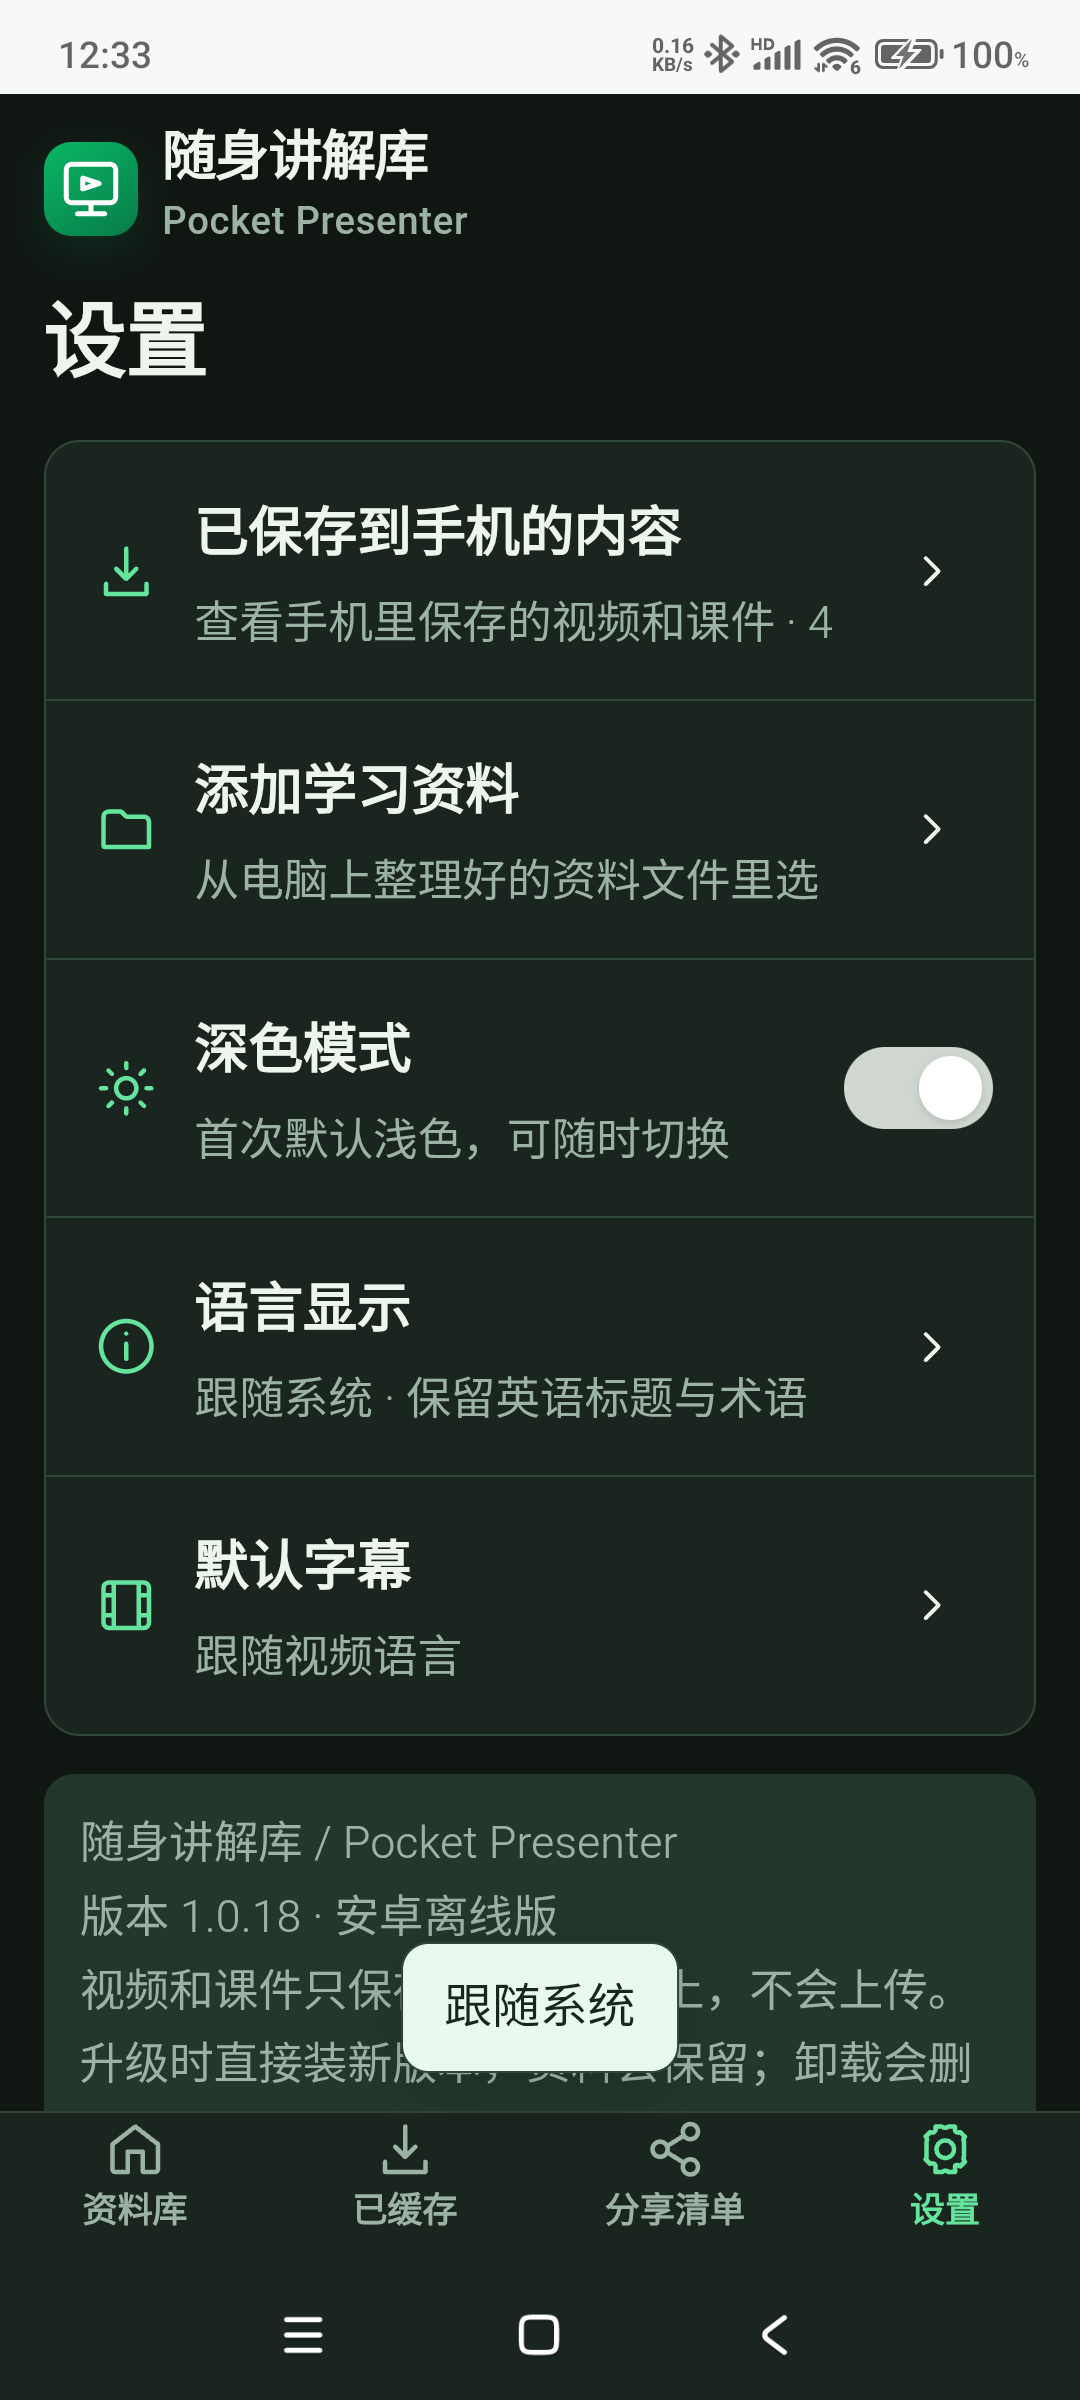 12:33
0.16 KB/s HD 6 100%
随身讲解库
Pocket Presenter
设置
已保存到手机的内容
查看手机里保存的视频和课件 · 4
添加学习资料
从电脑上整理好的资料文件里选
深色模式
首次默认浅色，可随时切换
语言显示
跟随系统 · 保留英语标题与术语
默认字幕
跟随视频语言
随身讲解库 / Pocket Presenter
版本 1.0.18 · 安卓离线版
视频和课件只保 上，不会上传。
跟随系统
升级时直接装新 保留；卸载会删
资料库
已缓存
分享清单
设置